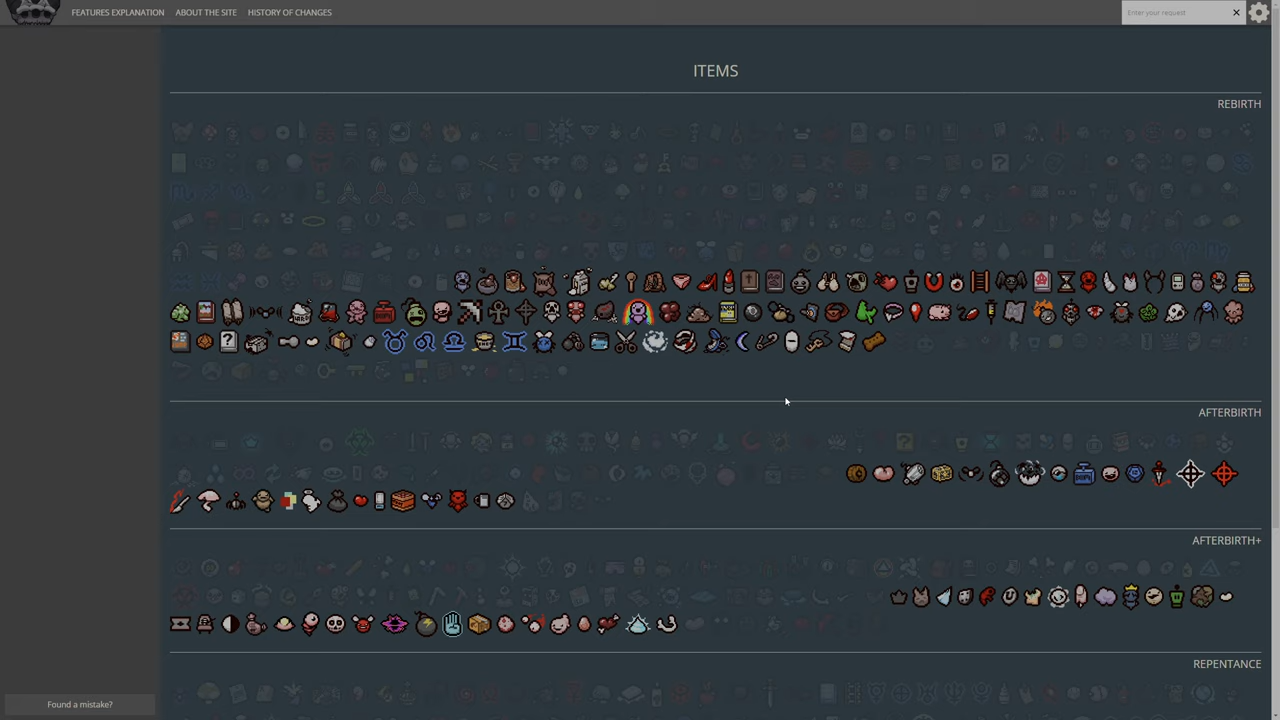 FEATURES EXPLANATION ABOUT THE SITE HISTORY OF CHANGES
Enter your request
ITEMS
REBIRTH
AFTERBIRTH
AFTERBIRTH+
REPENTANCE
Found a mistake?